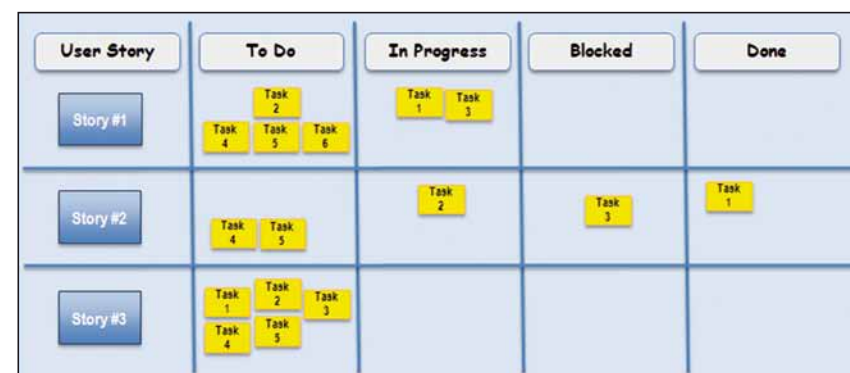 User Story
To Do
In Progress
Blocked
Done
Story #1
Task
2
Task
4
Task
5
Task
6
Task
1
Task
3
Story #2
Task
4
Task
5
Task
2
Task
3
Task
1
Story #3
Task
1
Task
2
Task
3
Task
4
Task
5